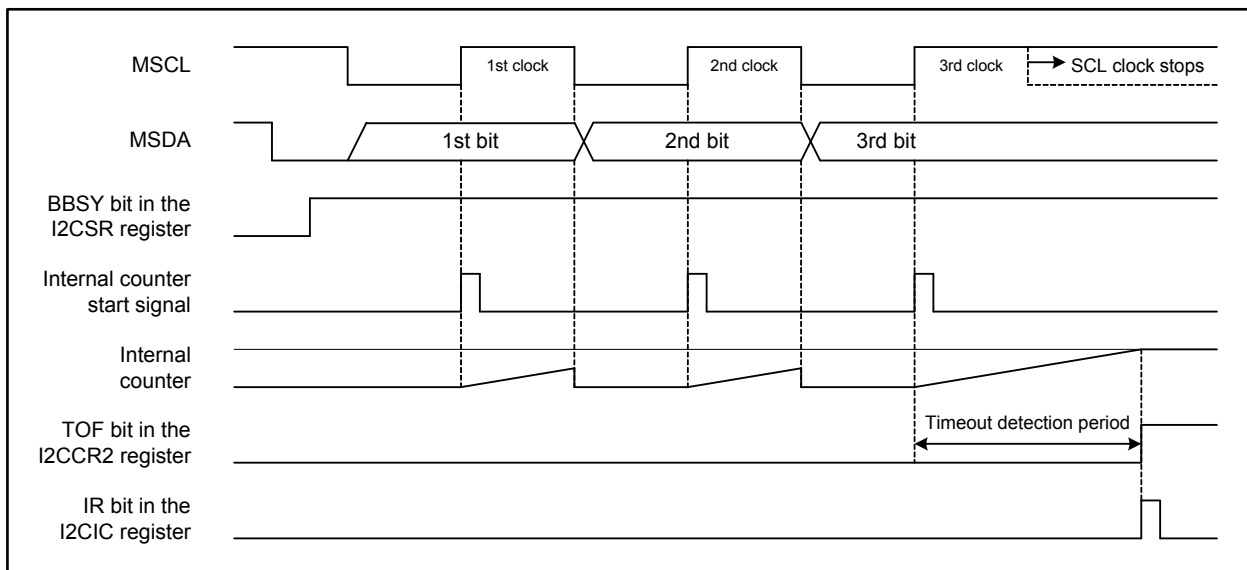 MSCL
1st clock
2nd clock
3rd clock
SCL clock stops
MSDA
1st bit
2nd bit
3rd bit
BBSY bit in the
I2CSR register
Internal counter
start signal
Internal
counter
TOF bit in the
I2CCR2 register
Timeout detection period
IR bit in the
I2CIC register